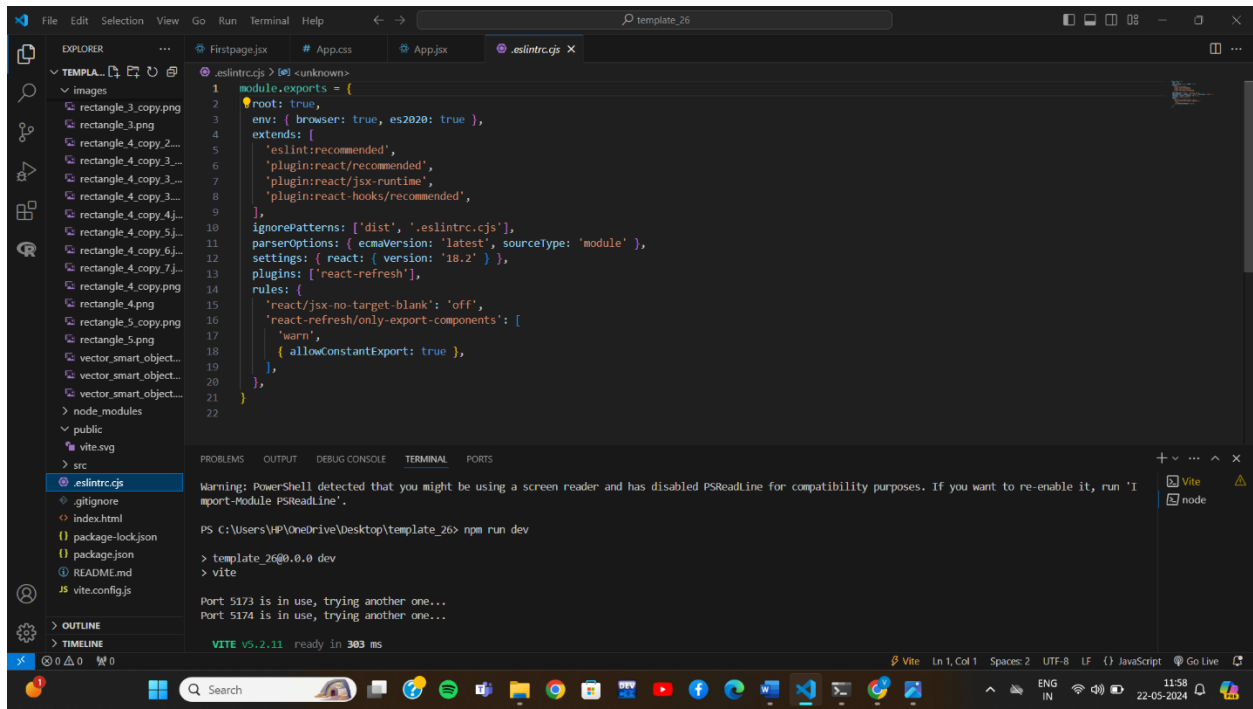 File Edit Selection View Go Run Terminal Help
template_26
EXPLORER
Firstpage.jsx
# App.css
App.jsx
.eslintrc.cjs
TEMPLA...
.eslintrc.cjs > <unknown>
images
rectangle_3_copy.png
rectangle_3.png
rectangle_4_copy_2....
rectangle_4_copy_3_...
rectangle_4_copy_3_...
rectangle_4_copy_3....
rectangle_4_copy_4.j...
rectangle_4_copy_5.j...
rectangle_4_copy_6.j...
rectangle_4_copy_7.j...
rectangle_4_copy.png
rectangle_4.png
rectangle_5_copy.png
rectangle_5.png
vector_smart_object...
vector_smart_object...
vector_smart_object....
> node_modules
public
vite.svg
> src
.eslintrc.cjs
.gitignore
index.html
{} package-lock.json
{} package.json
README.md
JS vite.config.js
> OUTLINE
> TIMELINE
1 module.exports = {
2 root: true,
3 env: { browser: true, es2020: true },
4 extends: [
5 'eslint:recommended',
6 'plugin:react/recommended',
7 'plugin:react/jsx-runtime',
8 'plugin:react-hooks/recommended',
9 ],
10 ignorePatterns: ['dist', '.eslintrc.cjs'],
11 parserOptions: { ecmaVersion: 'latest', sourceType: 'module' },
12 settings: { react: { version: '18.2' } },
13 plugins: ['react-refresh'],
14 rules: {
15 'react/jsx-no-target-blank': 'off',
16 'react-refresh/only-export-components': [
17 'warn',
18 { allowConstantExport: true },
19 ],
20 },
21 }
22
PROBLEMS OUTPUT DEBUG CONSOLE TERMINAL PORTS
Warning: PowerShell detected that you might be using a screen reader and has disabled PSReadLine for compatibility purposes. If you want to re-enable it, run 'I
mport-Module PSReadLine'.
PS C:\Users\HP\OneDrive\Desktop\template_26> npm run dev
> template_26@0.0.0 dev
> vite
Port 5173 is in use, trying another one...
Port 5174 is in use, trying another one...
VITE v5.2.11 ready in 303 ms
Vite
node
0 0 0
Vite Ln 1, Col 1 Spaces: 2 UTF-8 LF {} JavaScript Go Live
1
Search
DEV
ENG
IN
11:58
22-05-2024